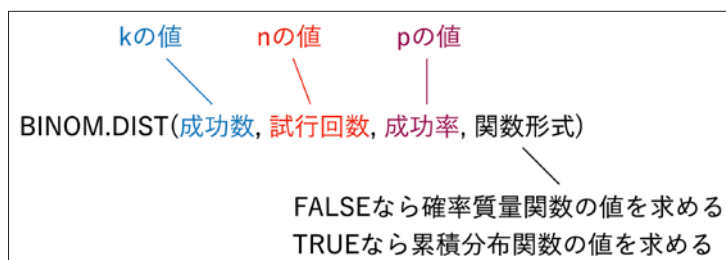 kの値 nの値 pの値
BINOM.DIST(成功数, 試行回数, 成功率, 関数形式)
FALSEなら確率質量関数の値を求める
TRUEなら累積分布関数の値を求める